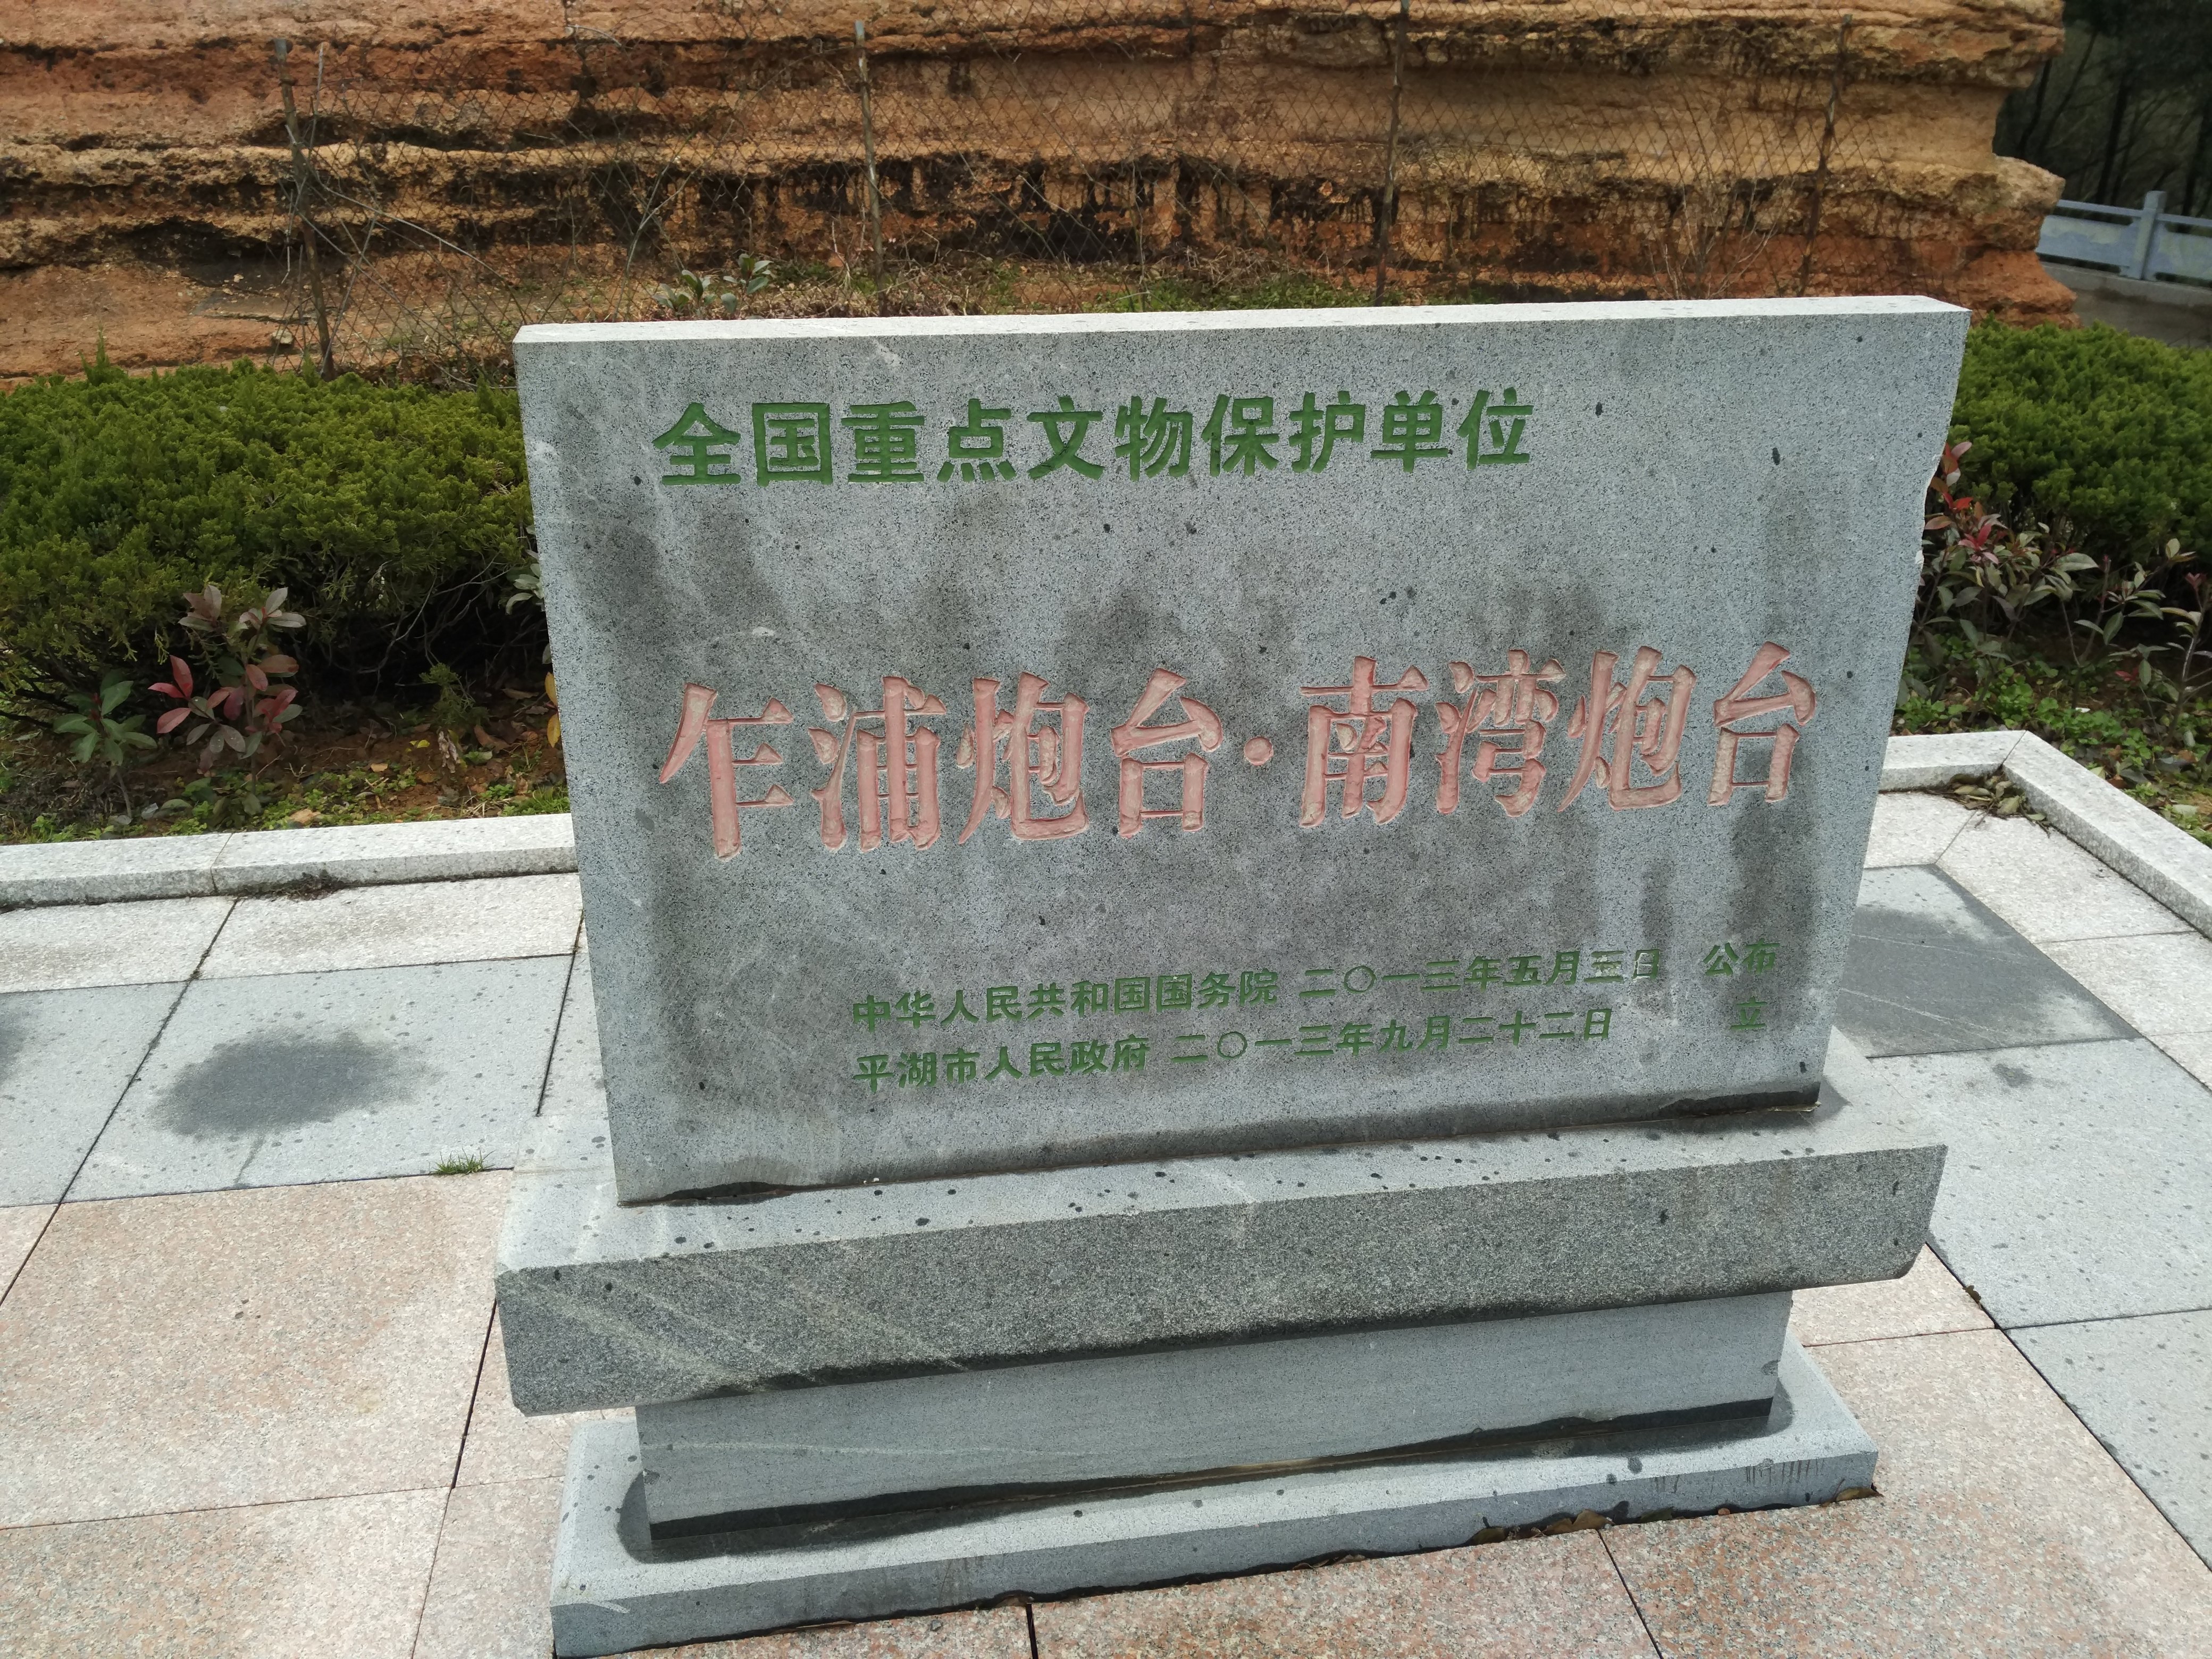 全国重点文物保护单位
乍浦炮台·南湾炮台
中华人民共和国国务院 二〇一三年五月三日 公布
平湖市人民政府 二〇一三年九月二十二日 立